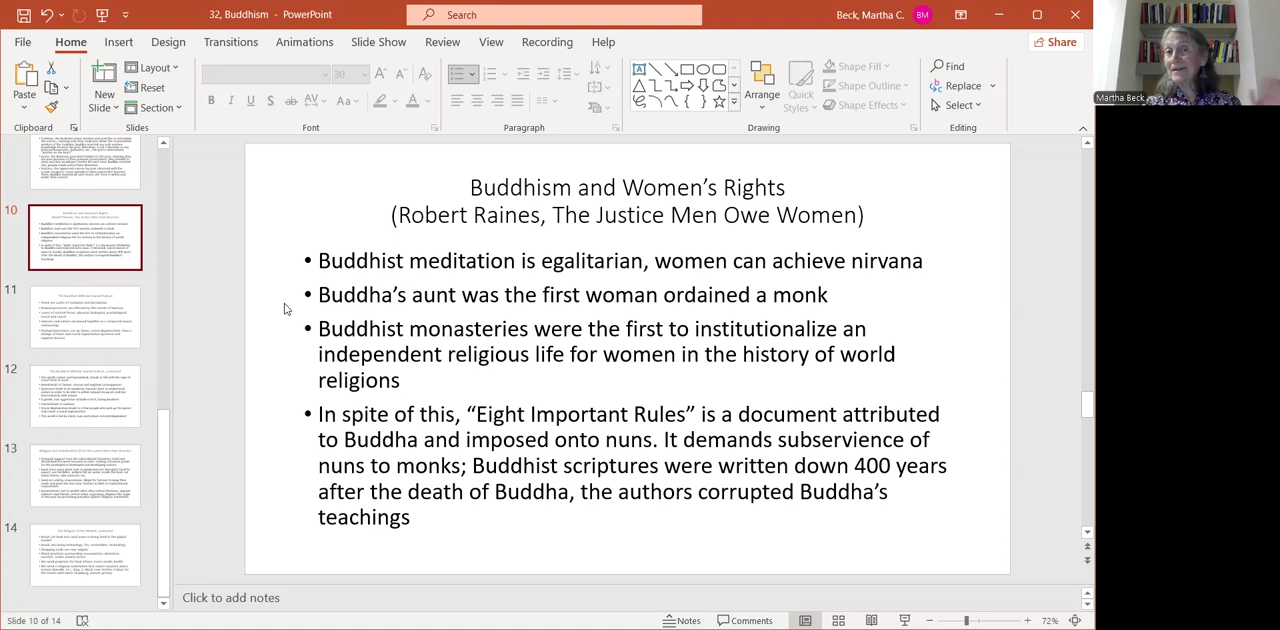 32, Buddhism - PowerPoint
Search
Beck, Martha C.
BM
File Home Insert Design Slide Show Transitions Animations Slide Show Review View Recording Help
Share
Paste
Clipboard
New
Slide
Layout
Reset
Section
Slides
30
Font
Paragraph
Arrange
Quick
Styles
Shape Fill
Shape Outline
Shape Effects
Drawing
Find
Replace
Select
Editing
Martha Beck
10
11
12
13
14
Buddhism and Women's Rights
(Robert Raines, The Justice Men Owe Women)
• Buddhist meditation is egalitarian, women can achieve nirvana
• Buddha's aunt was the first woman ordained a monk
• Buddhist monasteries were the first to institutionalize an
independent religious life for women in the history of world
religions
• In spite of this, "Eight Important Rules" is a document attributed
to Buddha and imposed onto nuns. It demands subservience of
nuns to monks; Buddhist scriptures were written down 400 years
after the death of Buddha, the authors corrupted Buddha's
teachings
Click to add notes
Slide 10 of 14
Notes
Comments
72%